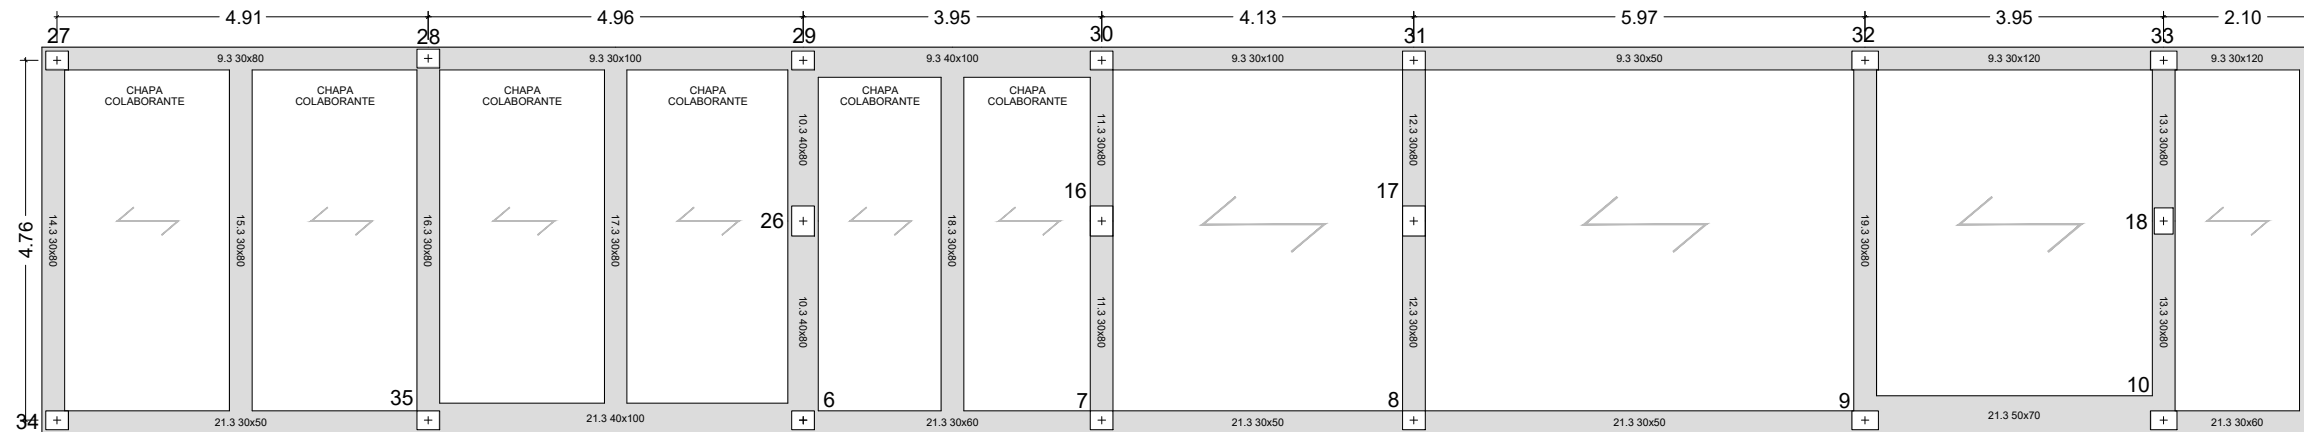 4.91 4.96 3.95 4.13 5.97 3.95 2.10
27 28 29 30 31 32 33
9.3 30x80 9.3 30x100 9.3 40x100 9.3 30x100 9.3 30x50 9.3 30x120 9.3 30x120
CHAPA
COLABORANTE
CHAPA
COLABORANTE
CHAPA
COLABORANTE
CHAPA
COLABORANTE
CHAPA
COLABORANTE
CHAPA
COLABORANTE
10.3 40x80 11.3 30x80 12.3 30x80 13.3 30x80
4.76
14.3 30x80 15.3 30x80 16.3 30x80 17.3 30x80 18.3 30x80 19.3 30x80
26 16 17 18
10.3 40x80 11.3 30x80 12.3 30x80 13.3 30x80
34 35 6 7 8 9 10
21.3 30x50 21.3 40x100 21.3 30x60 21.3 30x50 21.3 30x50 21.3 50x70 21.3 30x60